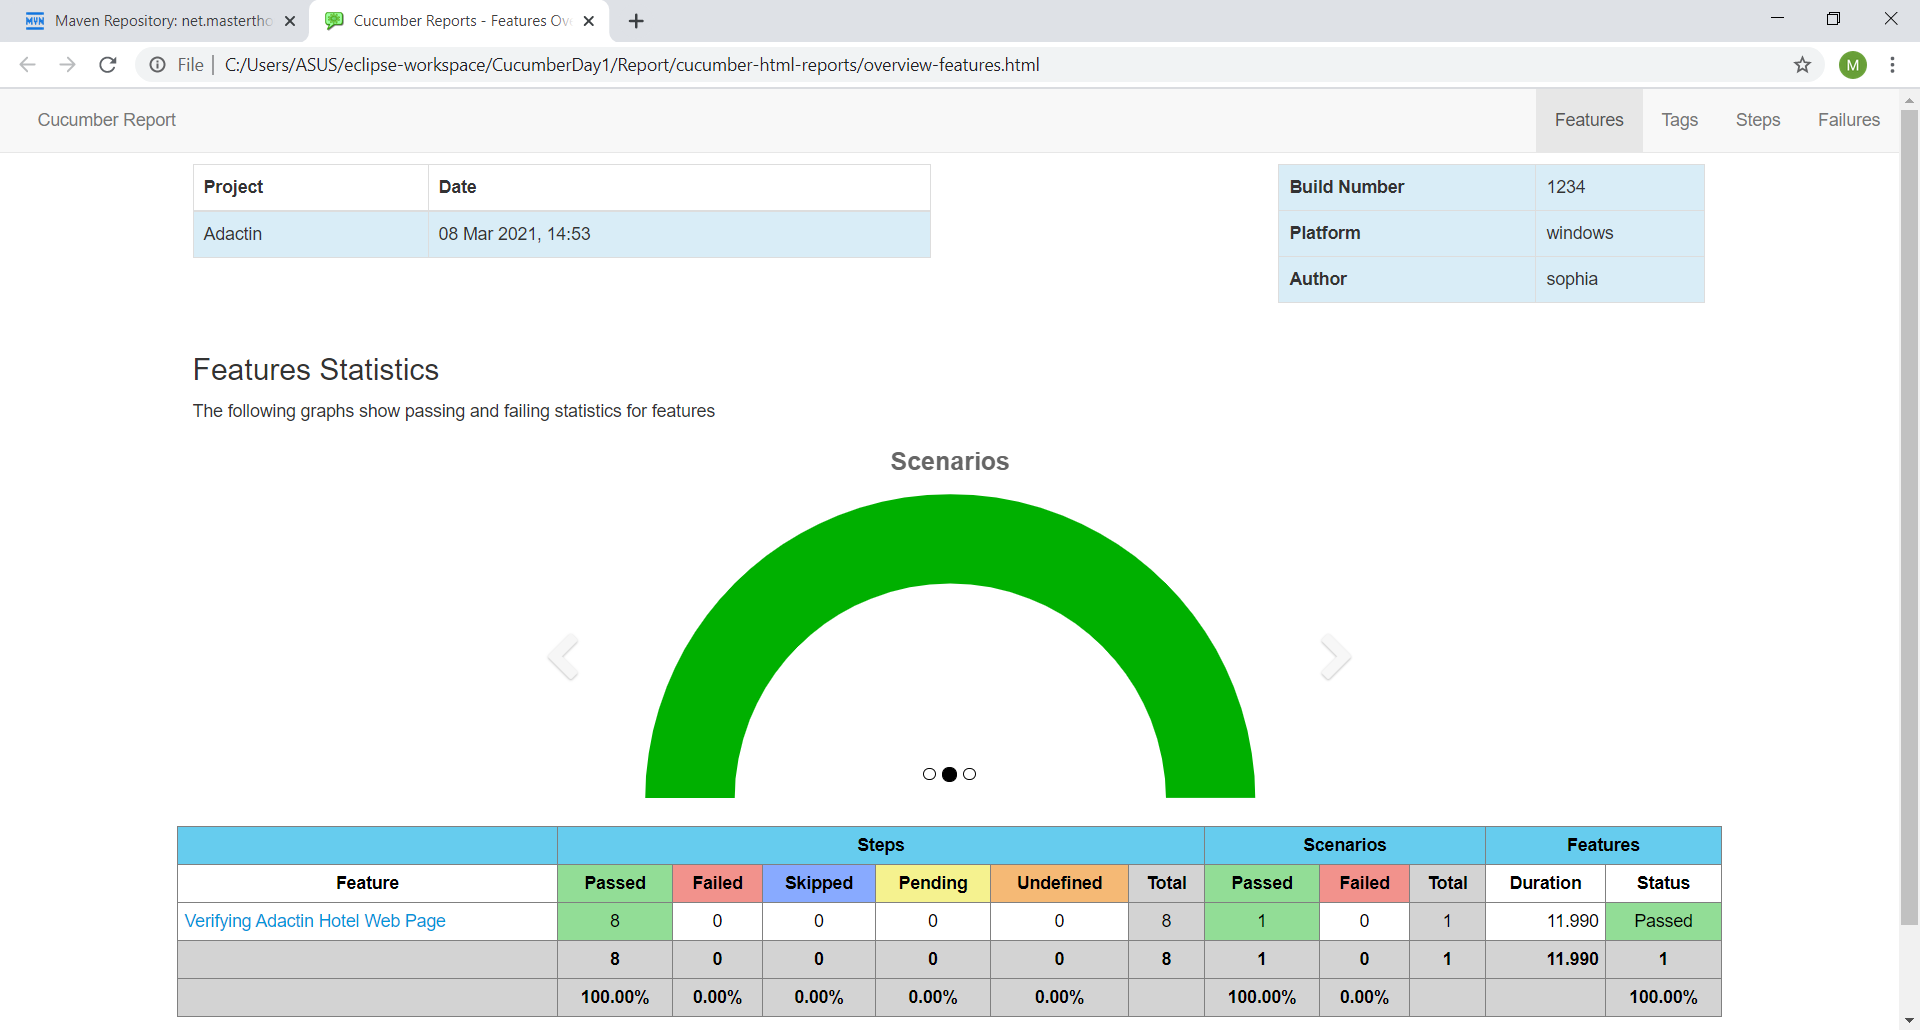 MVN Maven Repository: net.mastertho
Cucumber Reports - Features Ov
File | C:/Users/ASUS/eclipse-workspace/CucumberDay1/Report/cucumber-html-reports/overview-features.html
M
Cucumber Report Features Tags Steps Failures
Project Date
Adactin 08 Mar 2021, 14:53
Build Number 1234
Platform windows
Author sophia
Features Statistics
The following graphs show passing and failing statistics for features
Scenarios
Steps Scenarios Features
Feature Passed Failed Skipped Pending Undefined Total Passed Failed Total Duration Status
Verifying Adactin Hotel Web Page 8 0 0 0 0 8 1 0 1 11.990 Passed
8 0 0 0 0 8 1 0 1 11.990 1
100.00% 0.00% 0.00% 0.00% 0.00% 100.00% 0.00% 100.00%